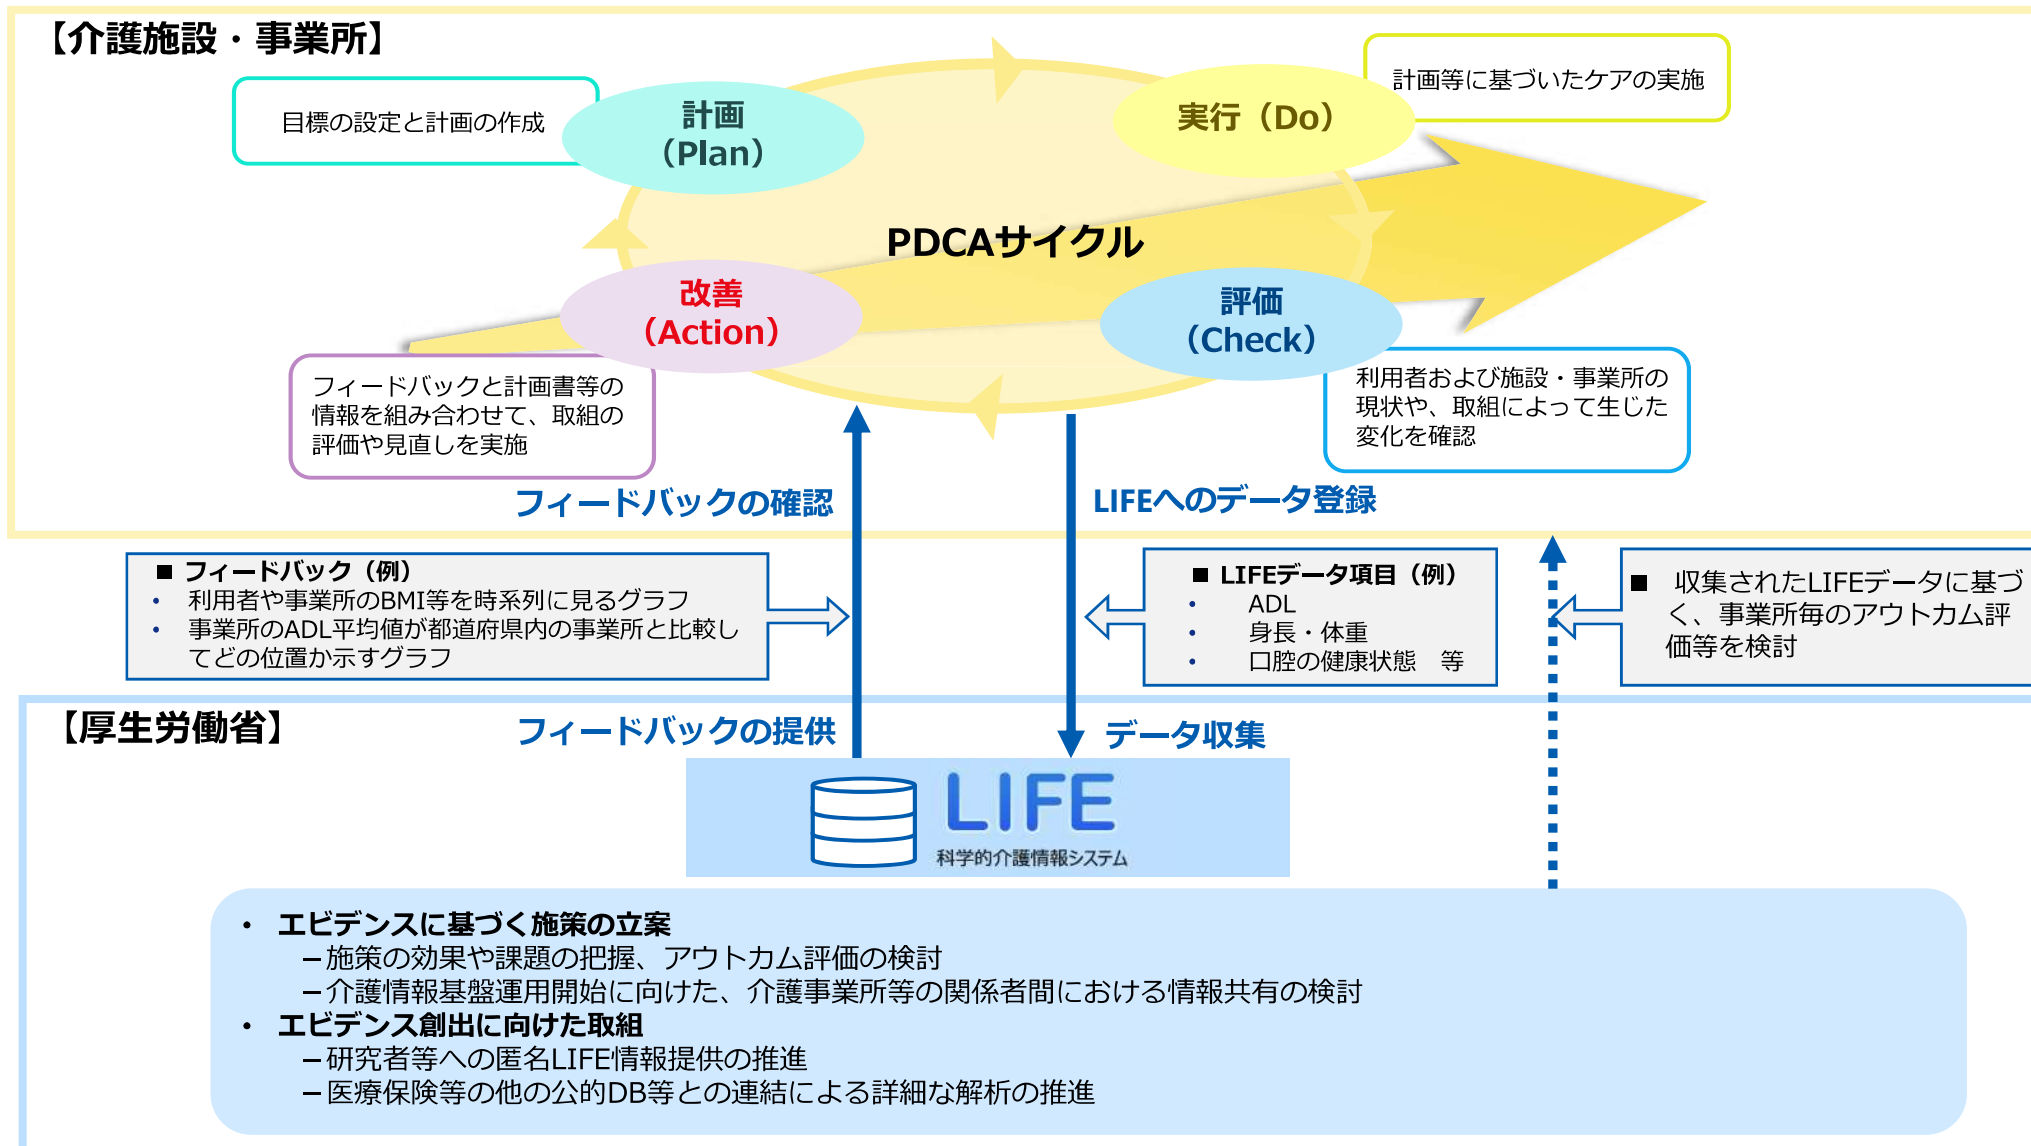 【介護施設・事業所】
目標の設定と計画の作成
計画
（Plan）
実行（Do）
計画等に基づいたケアの実施
PDCAサイクル
改善
（Action）
評価
（Check）
フィードバックと計画書等の
情報を組み合わせて、取組の
評価や見直しを実施
利用者および施設・事業所の
現状や、取組によって生じた
変化を確認
フィードバックの確認
LIFEへのデータ登録
■ フィードバック（例）
• 利用者や事業所のBMI等を時系列に見るグラフ
• 事業所のADL平均値が都道府県内の事業所と比較し
てどの位置か示すグラフ
■ LIFEデータ項目（例）
• ADL
• 身長・体重
• 口腔の健康状態　等
■ 収集されたLIFEデータに基づ
く、事業所毎のアウトカム評
価等を検討
【厚生労働省】
フィードバックの提供
データ収集
LIFE
科学的介護情報システム
• エビデンスに基づく施策の立案
－施策の効果や課題の把握、アウトカム評価の検討
－介護情報基盤運用開始に向けた、介護事業所等の関係者間における情報共有の検討
• エビデンス創出に向けた取組
－研究者等への匿名LIFE情報提供の推進
－医療保険等の他の公的DB等との連結による詳細な解析の推進